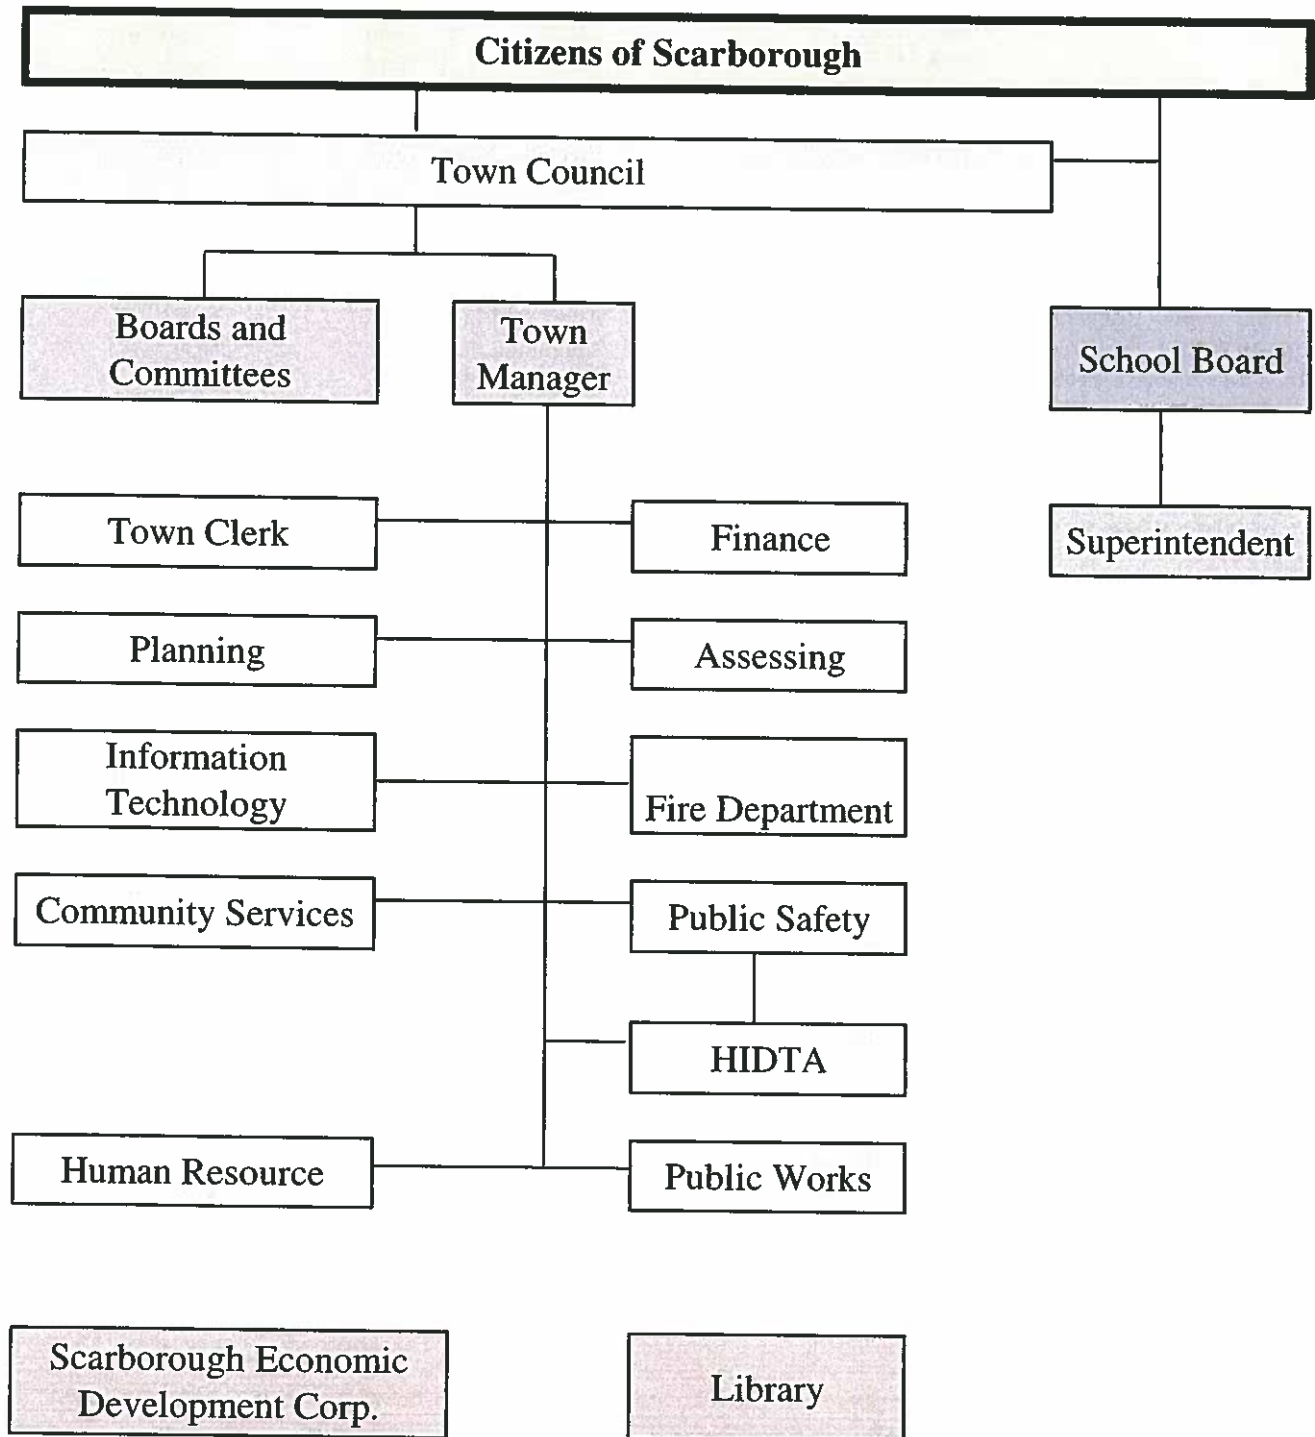 Citizens of Scarborough
Town Council
Boards and
Committees
Town
Manager
School Board
Town Clerk
Finance
Superintendent
Planning
Assessing
Information
Technology
Fire Department
Community Services
Public Safety
HIDTA
Human Resource
Public Works
Scarborough Economic
Development Corp.
Library